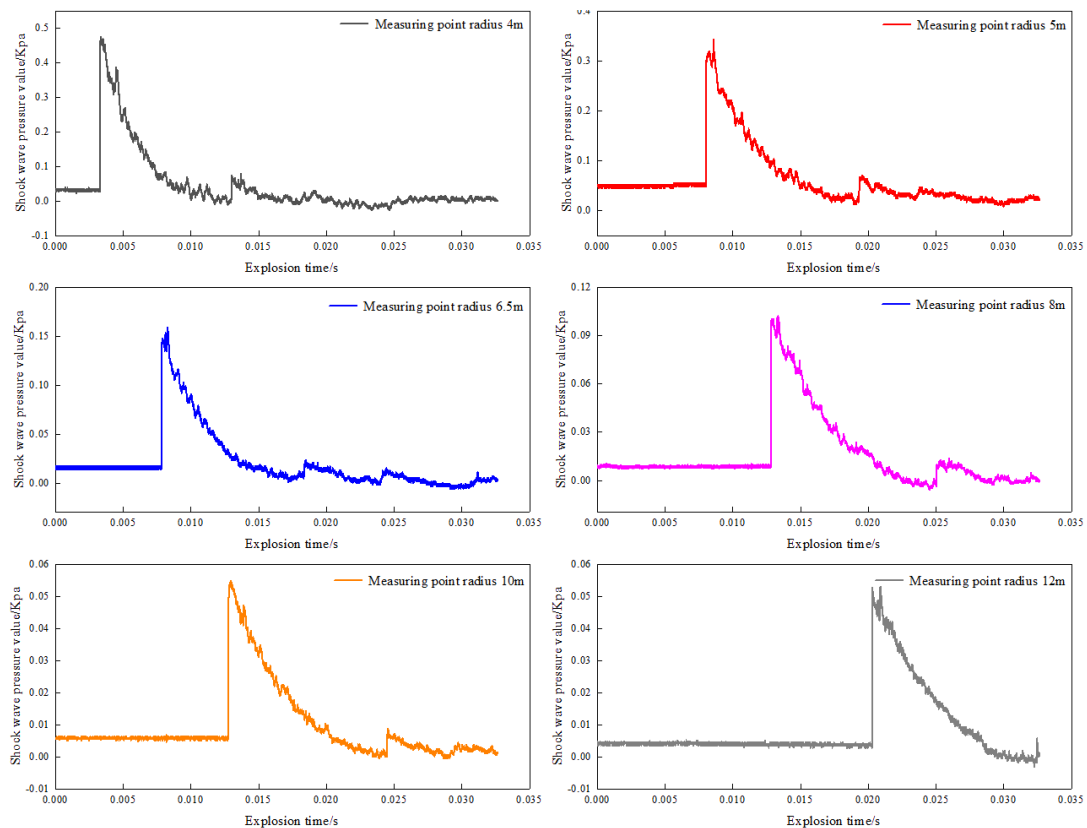 Measuring point radius 4m
Shock wave pressure value/Kpa
0.5
0.4
0.3
0.2
0.1
0.0
-0.1
0.000 0.005 0.010 0.015 0.020 0.025 0.030 0.035
Explosion time/s
Measuring point radius 5m
Shock wave pressure value/Kpa
0.4
0.3
0.2
0.1
0.0
0.000 0.005 0.010 0.015 0.020 0.025 0.030 0.035
Explosion time/s
Measuring point radius 6.5m
Shock wave pressure value/Kpa
0.20
0.15
0.10
0.05
0.00
0.000 0.005 0.010 0.015 0.020 0.025 0.030 0.035
Explosion time/s
Measuring point radius 8m
Shock wave pressure value/Kpa
0.12
0.09
0.06
0.03
0.00
0.000 0.005 0.010 0.015 0.020 0.025 0.030 0.035
Explosion time/s
Measuring point radius 10m
Shock wave pressure value/Kpa
0.06
0.05
0.04
0.03
0.02
0.01
0.00
-0.01
0.000 0.005 0.010 0.015 0.020 0.025 0.030 0.035
Explosion time/s
Measuring point radius 12m
Shock wave pressure value/Kpa
0.06
0.05
0.04
0.03
0.02
0.01
0.00
-0.01
0.000 0.005 0.010 0.015 0.020 0.025 0.030 0.035
Explosion time/s